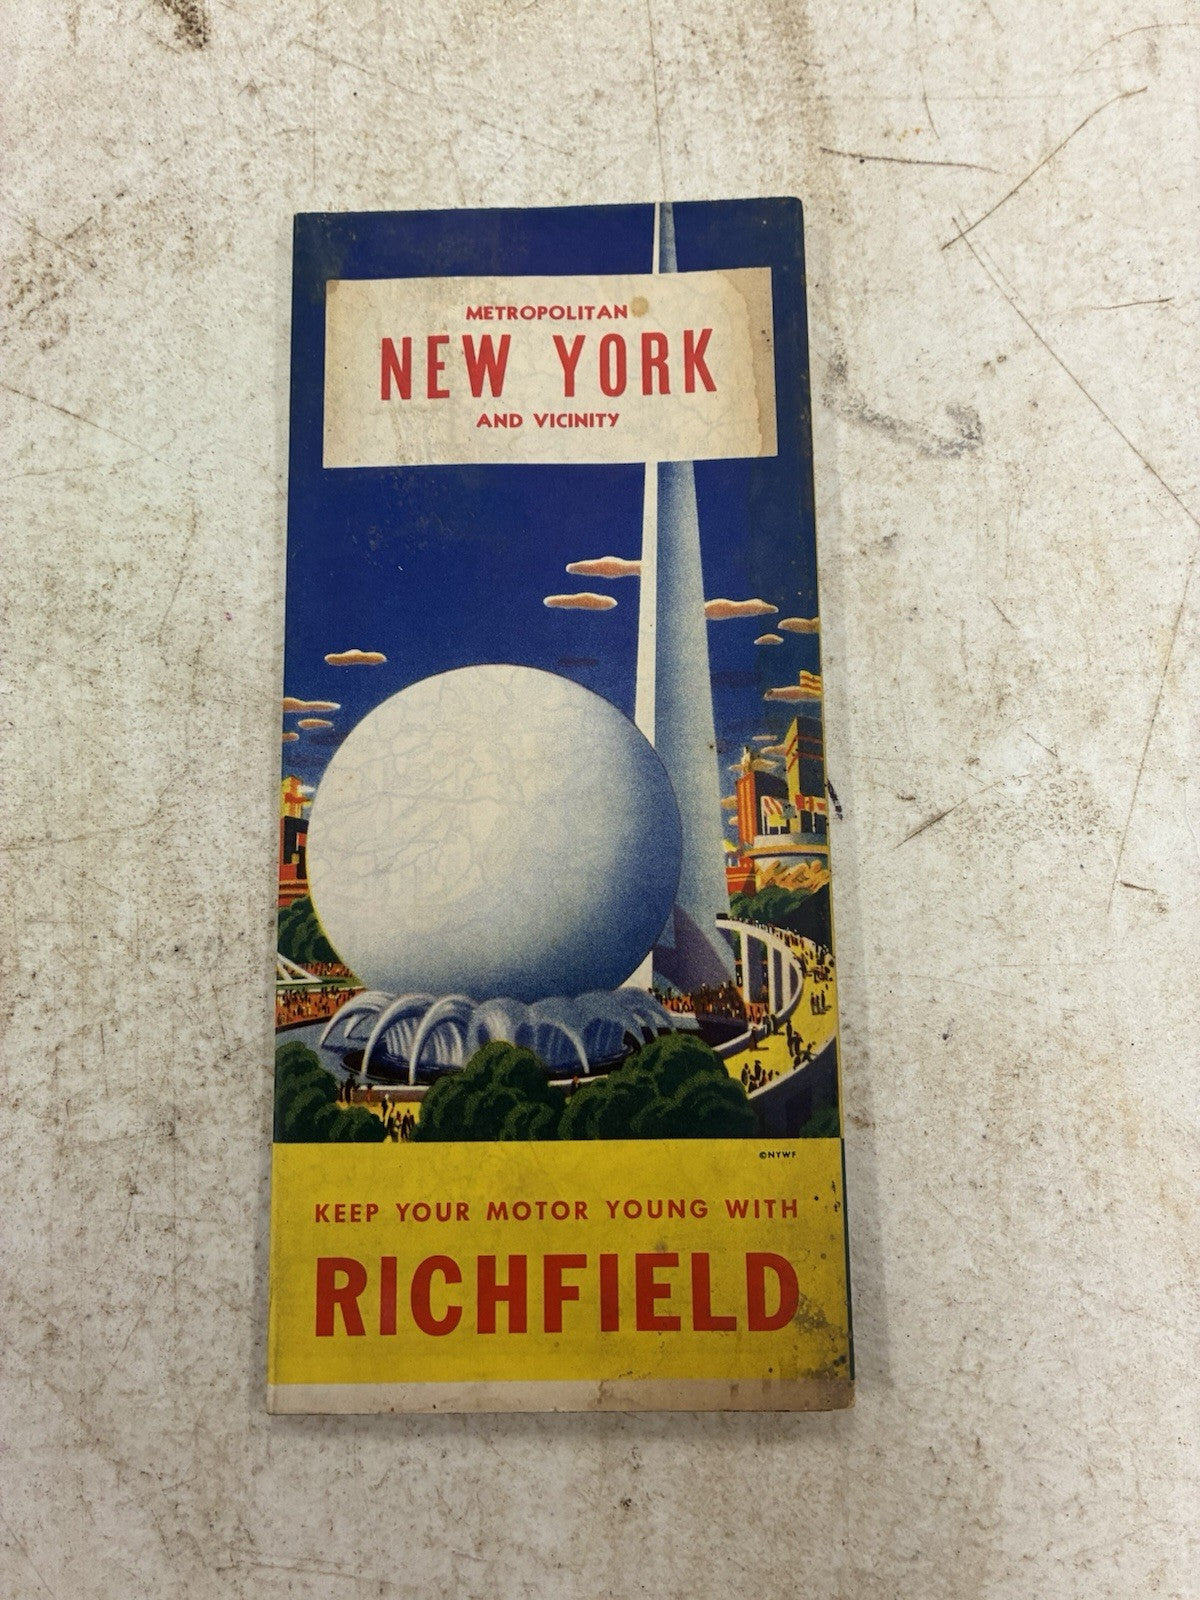 METROPOLITAN
NEW YORK
AND VICINITY
©NYWF
KEEP YOUR MOTOR YOUNG WITH
RICHFIELD